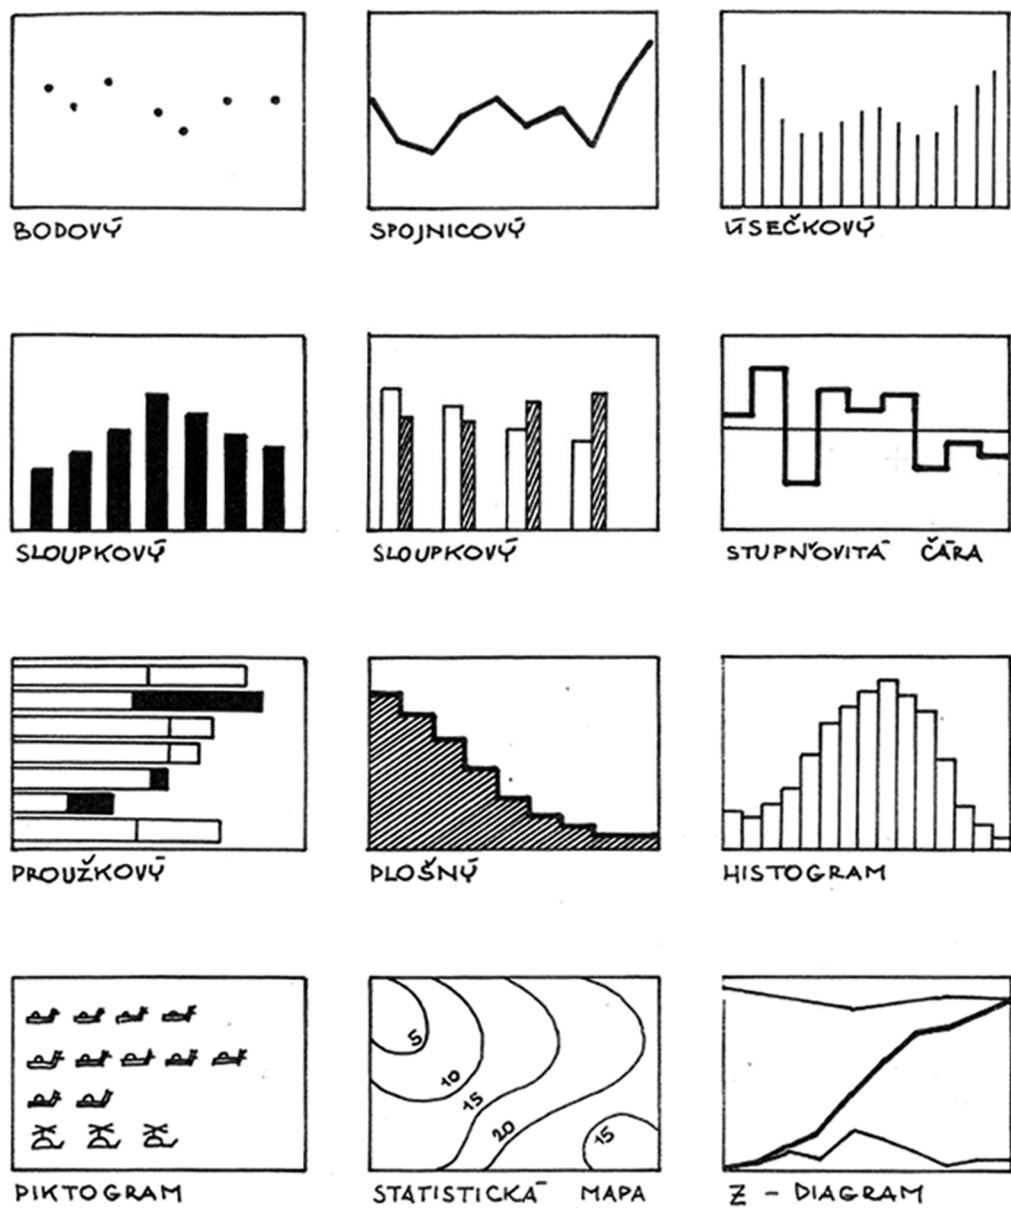 BODOVÝ
SPOJNICOVÝ
ÚSEČKOVÝ
SLOUPKOVÝ
SLOUPKOVÝ
STUPŇOVITÁ ČÁRA
PROUŽKOVÝ
PLOŠNÝ
HISTOGRAM
5
10
15
20
15
PIKTOGRAM
STATISTICKÁ MAPA
Z - DIAGRAM